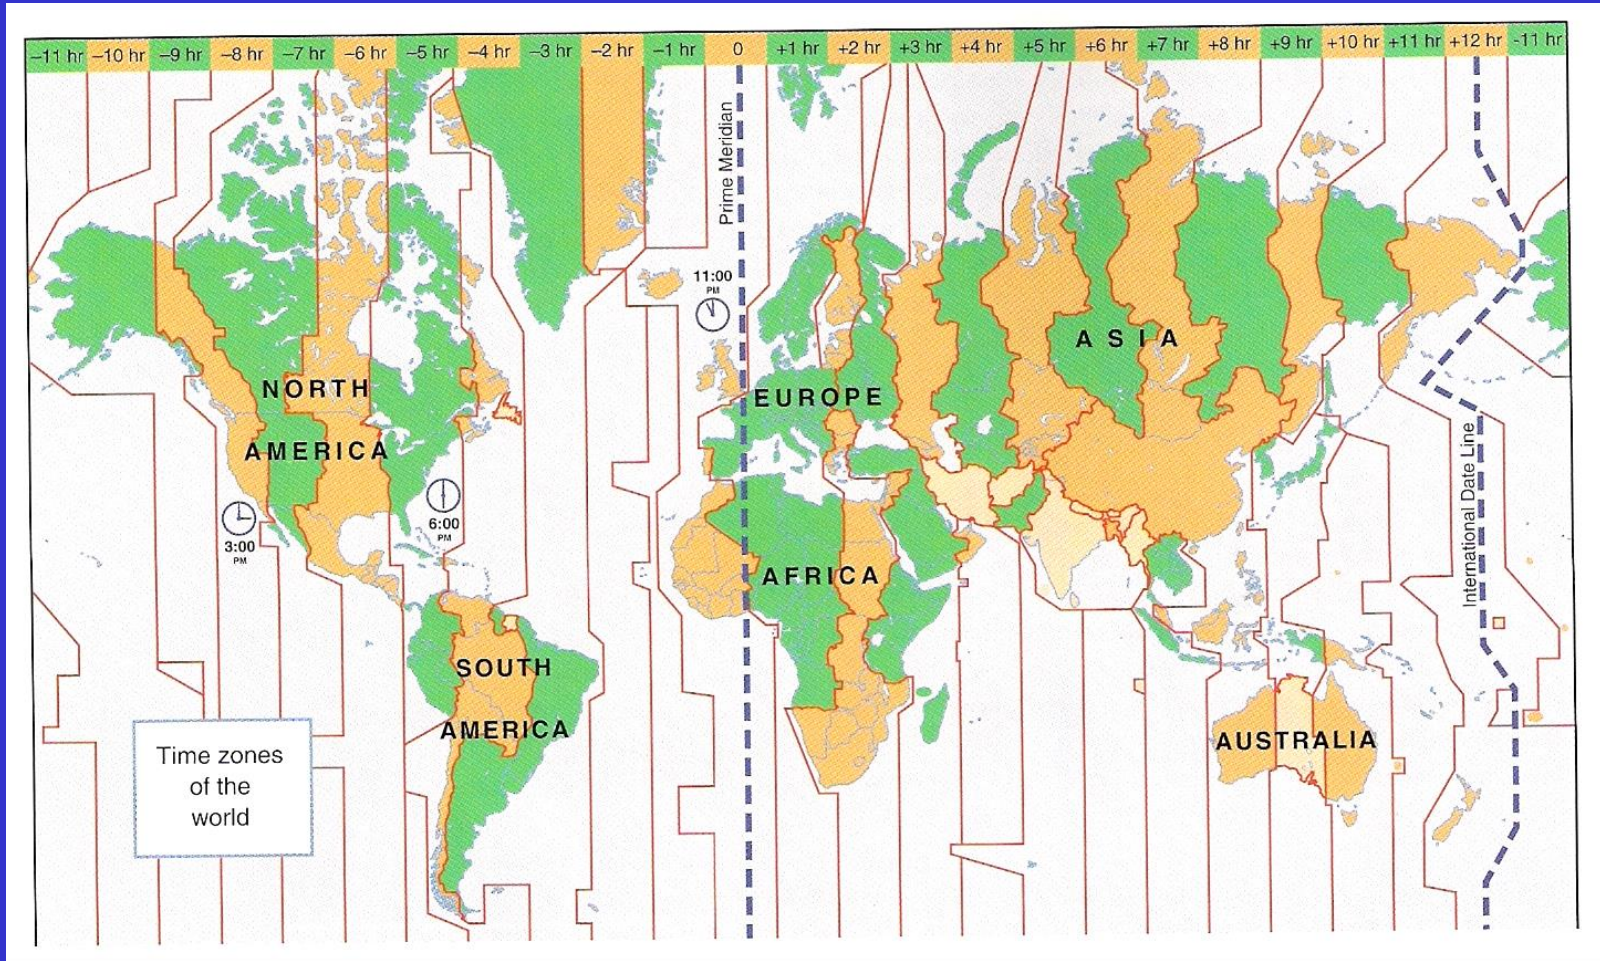 –11 hr –10 hr –9 hr –8 hr –7 hr –6 hr –5 hr –4 hr –3 hr –2 hr –1 hr 0 +1 hr +2 hr +3 hr +4 hr +5 hr +6 hr +7 hr +8 hr +9 hr +10 hr +11 hr +12 hr -11 hr
Prime Meridian
11:00
PM
ASIA
NORTH
EUROPE
AMERICA
International Date Line
3:00
PM
6:00
PM
AFRICA
SOUTH
AMERICA
AUSTRALIA
Time zones
of the
world